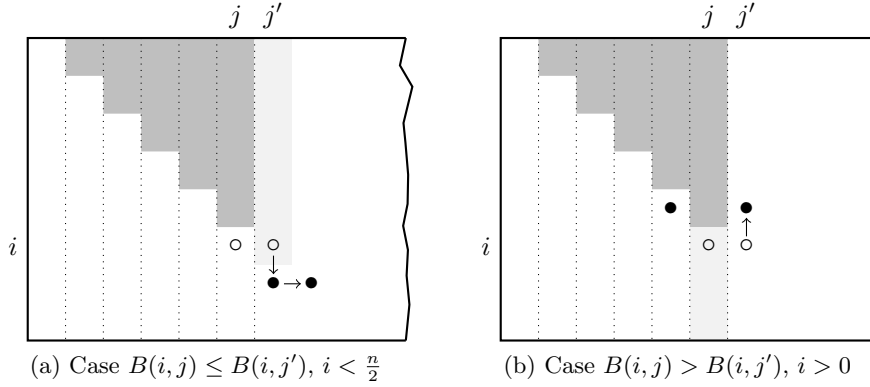 j j′ j j′
i i
(a) Case B(i, j) ≤ B(i, j′), i < n/2 (b) Case B(i, j) > B(i, j′), i > 0